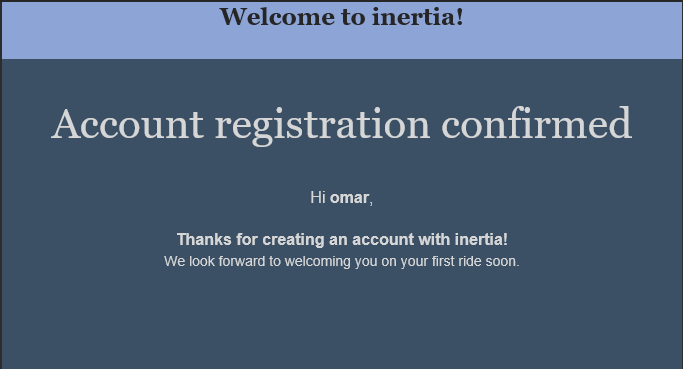 Welcome to inertia!
Account registration confirmed
Hi omar,
Thanks for creating an account with inertia!
We look forward to welcoming you on your first ride soon.